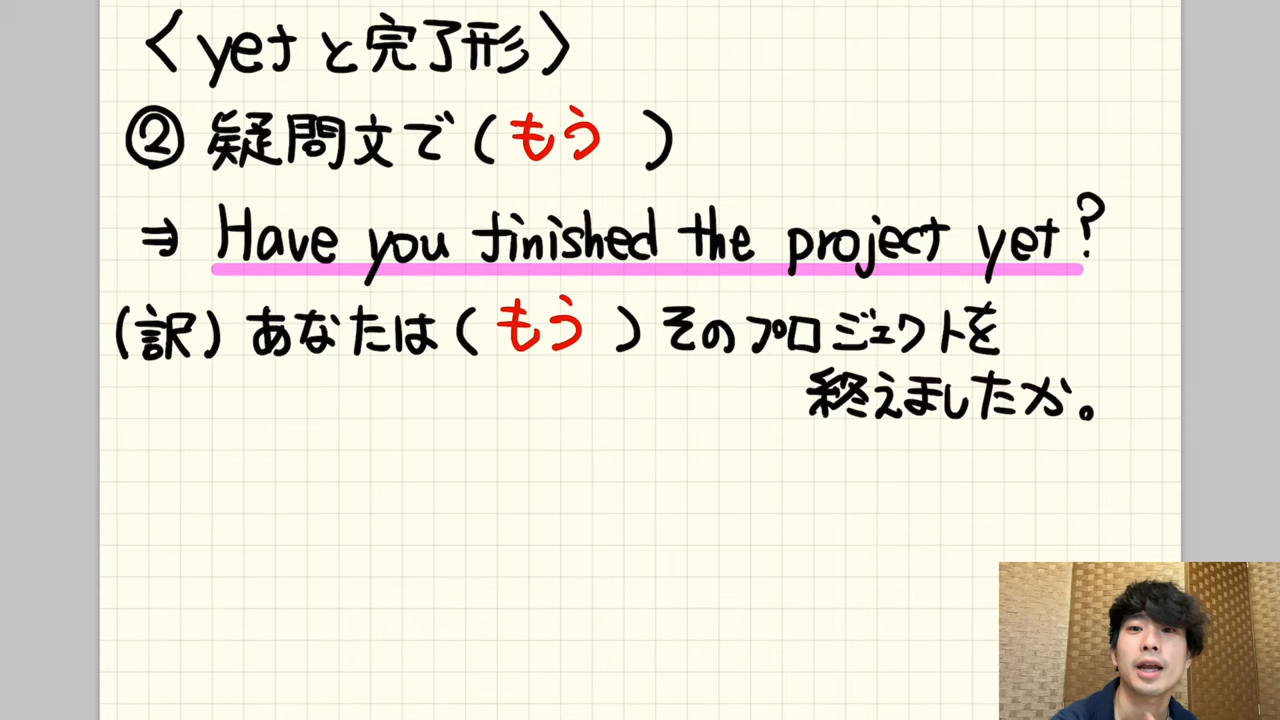 〈yetと完了形〉
② 疑問文で(もう)
⇒ Have you finished the project yet?
(訳)あなたは(もう)そのプロジェクトを
終えましたか。